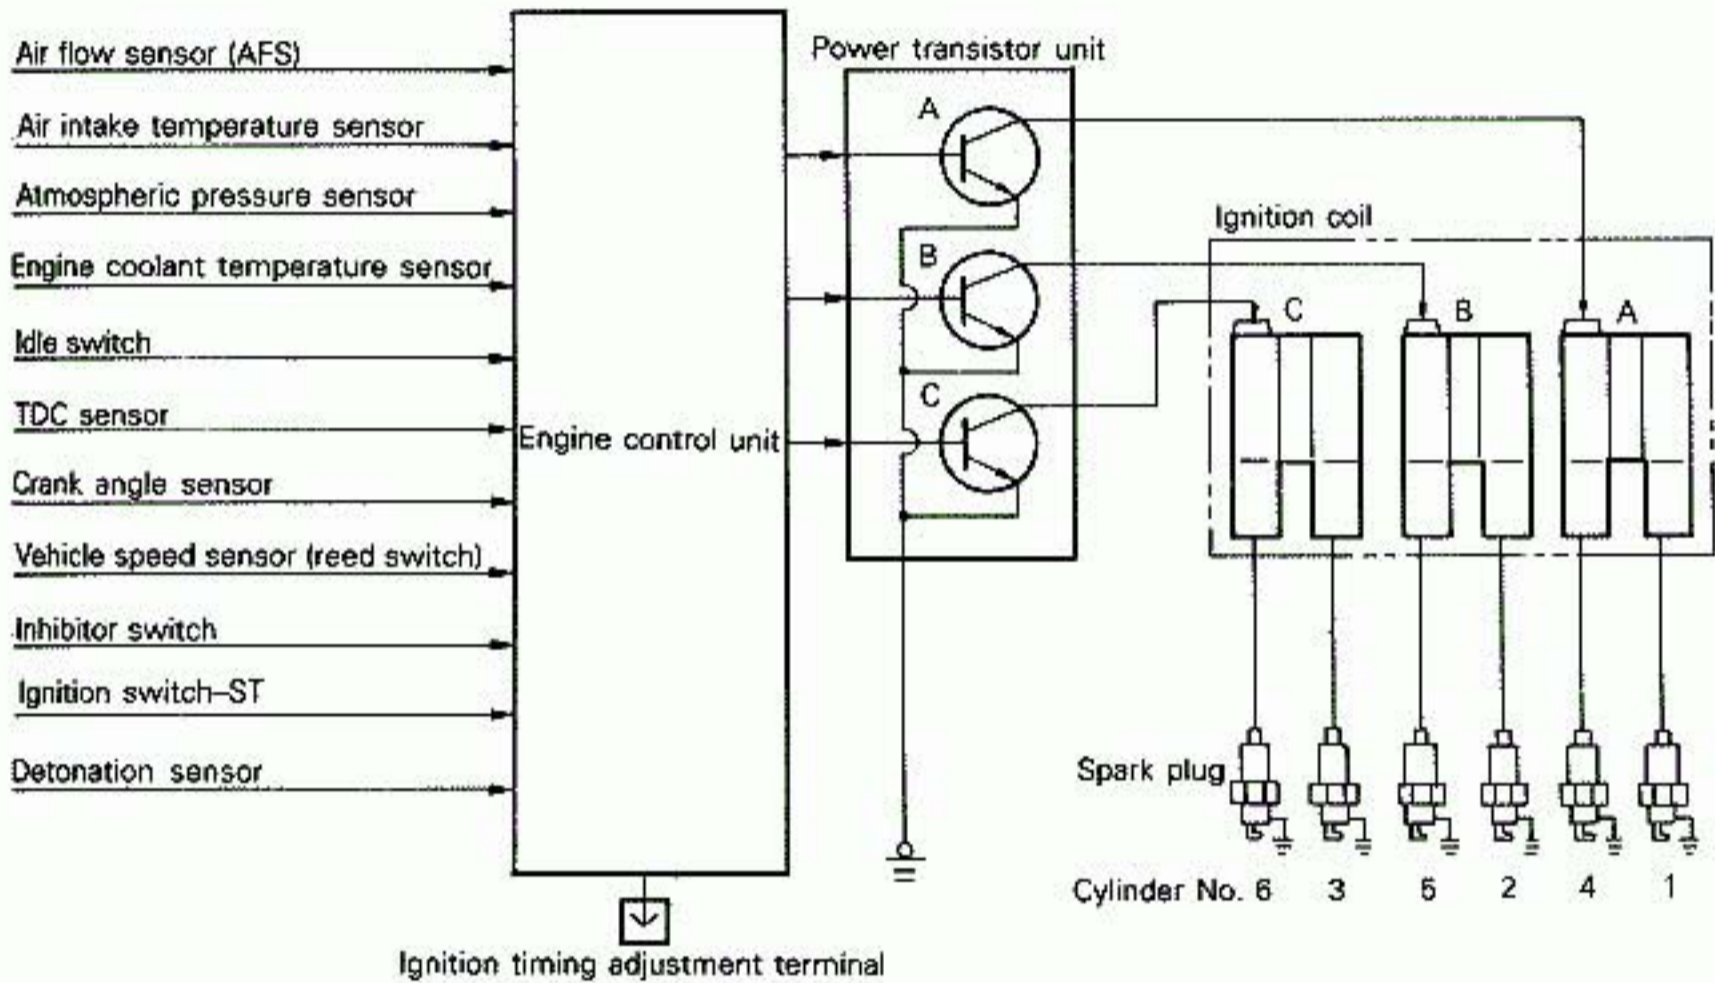 Air flow sensor (AFS)
Air intake temperature sensor
Atmospheric pressure sensor
Engine coolant temperature sensor
Idle switch
TDC sensor
Crank angle sensor
Vehicle speed sensor (reed switch)
Inhibitor switch
Ignition switch–ST
Detonation sensor
Engine control unit
Ignition timing adjustment terminal
Power transistor unit
A
B
C
Ignition coil
C B A
Spark plug
Cylinder No. 6 3 5 2 4 1